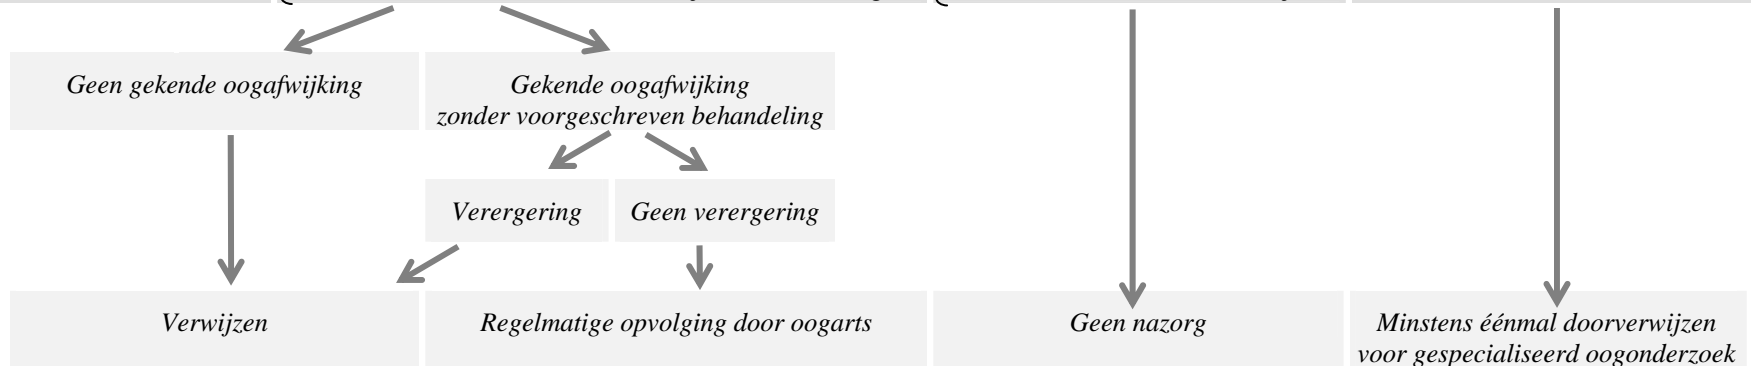 Geen gekende oogafwijking
Gekende oogafwijking
zonder voorgeschreven behandeling
Verergering
Geen verergering
Verwijzen
Regelmatige opvolging door oogarts
Geen nazorg
Minstens éénmal doorverwijzen
voor gespecialiseerd oogonderzoek